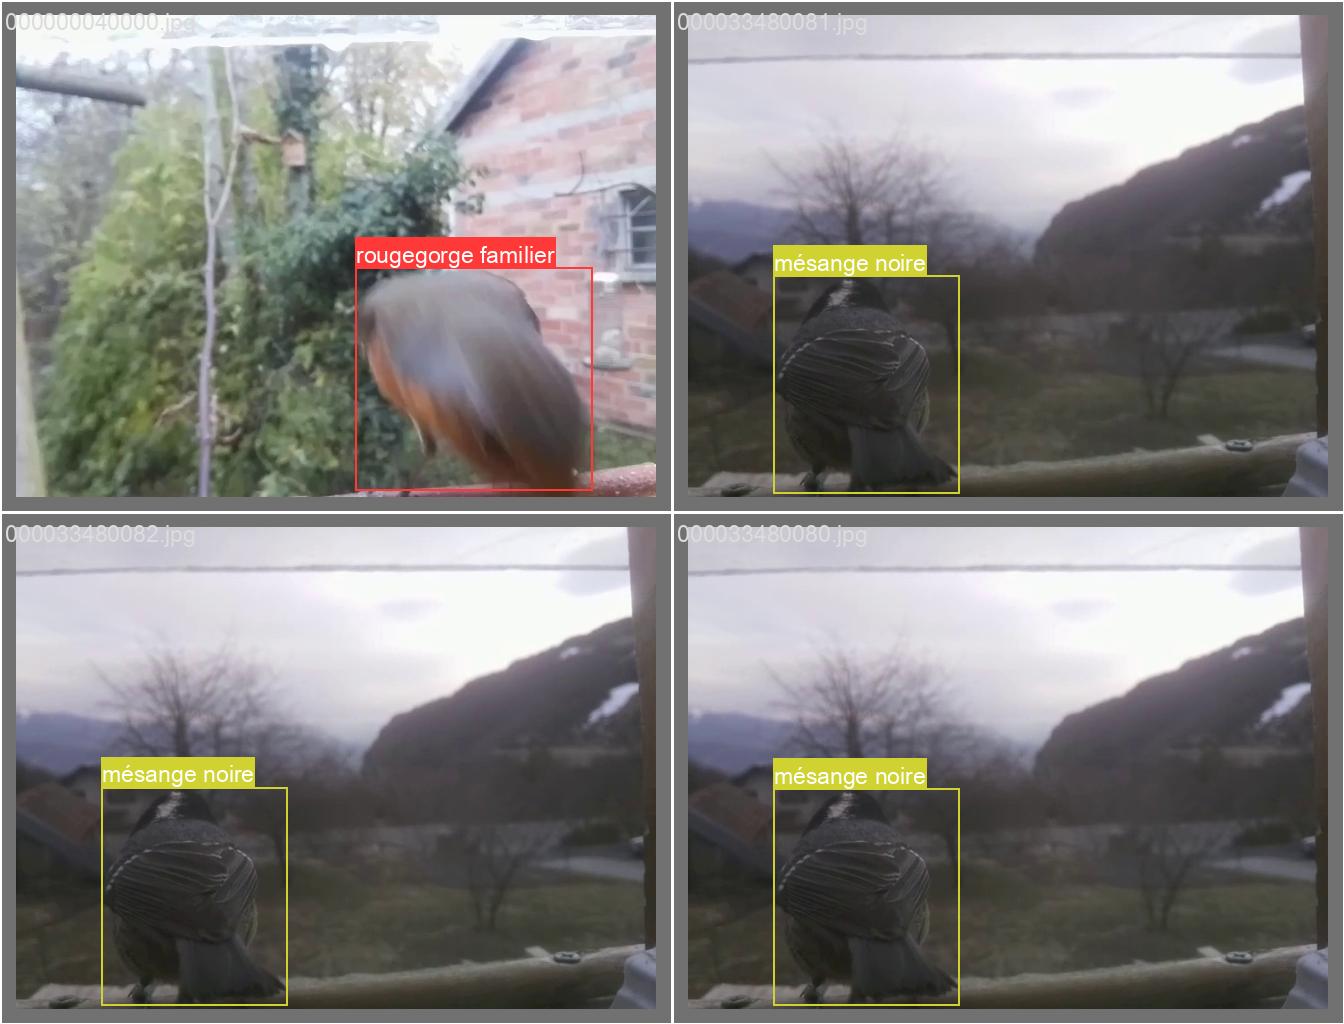 000000040000.jpg
rougegorge familier
000033480081.jpg
mésange noire
000033480082.jpg
mésange noire
000033480080.jpg
mésange noire